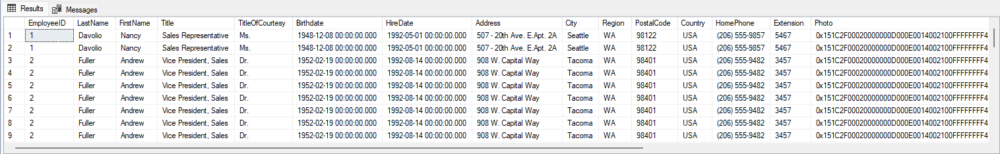 Results Messages
EmployeeID LastName FirstName Title TitleOfCourtesy Birthdate HireDate Address City Region PostalCode Country HomePhone Extension Photo
1 1 Davolio Nancy Sales Representative Ms. 1948-12-08 00:00:00.000 1992-05-01 00:00:00.000 507 - 20th Ave. E.Apt. 2A Seattle WA 98122 USA (206) 555-9857 5467 0x151C2F00020000000D000E0014002100FFFFFFFF4
2 1 Davolio Nancy Sales Representative Ms. 1948-12-08 00:00:00.000 1992-05-01 00:00:00.000 507 - 20th Ave. E.Apt. 2A Seattle WA 98122 USA (206) 555-9857 5467 0x151C2F00020000000D000E0014002100FFFFFFFF4
3 2 Fuller Andrew Vice President, Sales Dr. 1952-02-19 00:00:00.000 1992-08-14 00:00:00.000 908 W. Capital Way Tacoma WA 98401 USA (206) 555-9482 3457 0x151C2F00020000000D000E0014002100FFFFFFFF4
4 2 Fuller Andrew Vice President, Sales Dr. 1952-02-19 00:00:00.000 1992-08-14 00:00:00.000 908 W. Capital Way Tacoma WA 98401 USA (206) 555-9482 3457 0x151C2F00020000000D000E0014002100FFFFFFFF4
5 2 Fuller Andrew Vice President, Sales Dr. 1952-02-19 00:00:00.000 1992-08-14 00:00:00.000 908 W. Capital Way Tacoma WA 98401 USA (206) 555-9482 3457 0x151C2F00020000000D000E0014002100FFFFFFFF4
6 2 Fuller Andrew Vice President, Sales Dr. 1952-02-19 00:00:00.000 1992-08-14 00:00:00.000 908 W. Capital Way Tacoma WA 98401 USA (206) 555-9482 3457 0x151C2F00020000000D000E0014002100FFFFFFFF4
7 2 Fuller Andrew Vice President, Sales Dr. 1952-02-19 00:00:00.000 1992-08-14 00:00:00.000 908 W. Capital Way Tacoma WA 98401 USA (206) 555-9482 3457 0x151C2F00020000000D000E0014002100FFFFFFFF4
8 2 Fuller Andrew Vice President, Sales Dr. 1952-02-19 00:00:00.000 1992-08-14 00:00:00.000 908 W. Capital Way Tacoma WA 98401 USA (206) 555-9482 3457 0x151C2F00020000000D000E0014002100FFFFFFFF4
9 2 Fuller Andrew Vice President, Sales Dr. 1952-02-19 00:00:00.000 1992-08-14 00:00:00.000 908 W. Capital Way Tacoma WA 98401 USA (206) 555-9482 3457 0x151C2F00020000000D000E0014002100FFFFFFFF4